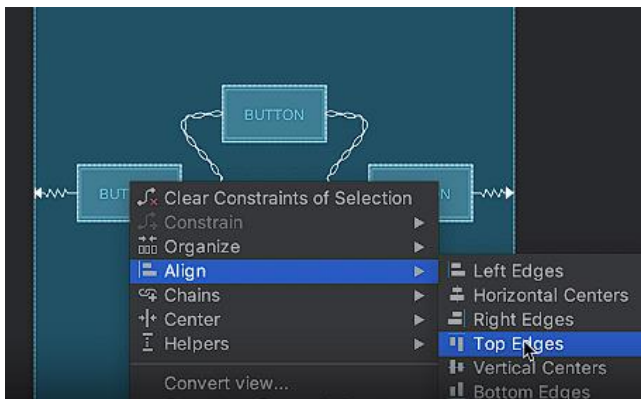 BUTTON
BUT
N
Clear Constraints of Selection
Constrain
Organize
Align
Chains
Center
Helpers
Convert view...
Left Edges
Horizontal Centers
Right Edges
Top Edges
Vertical Centers
Bottom Edges